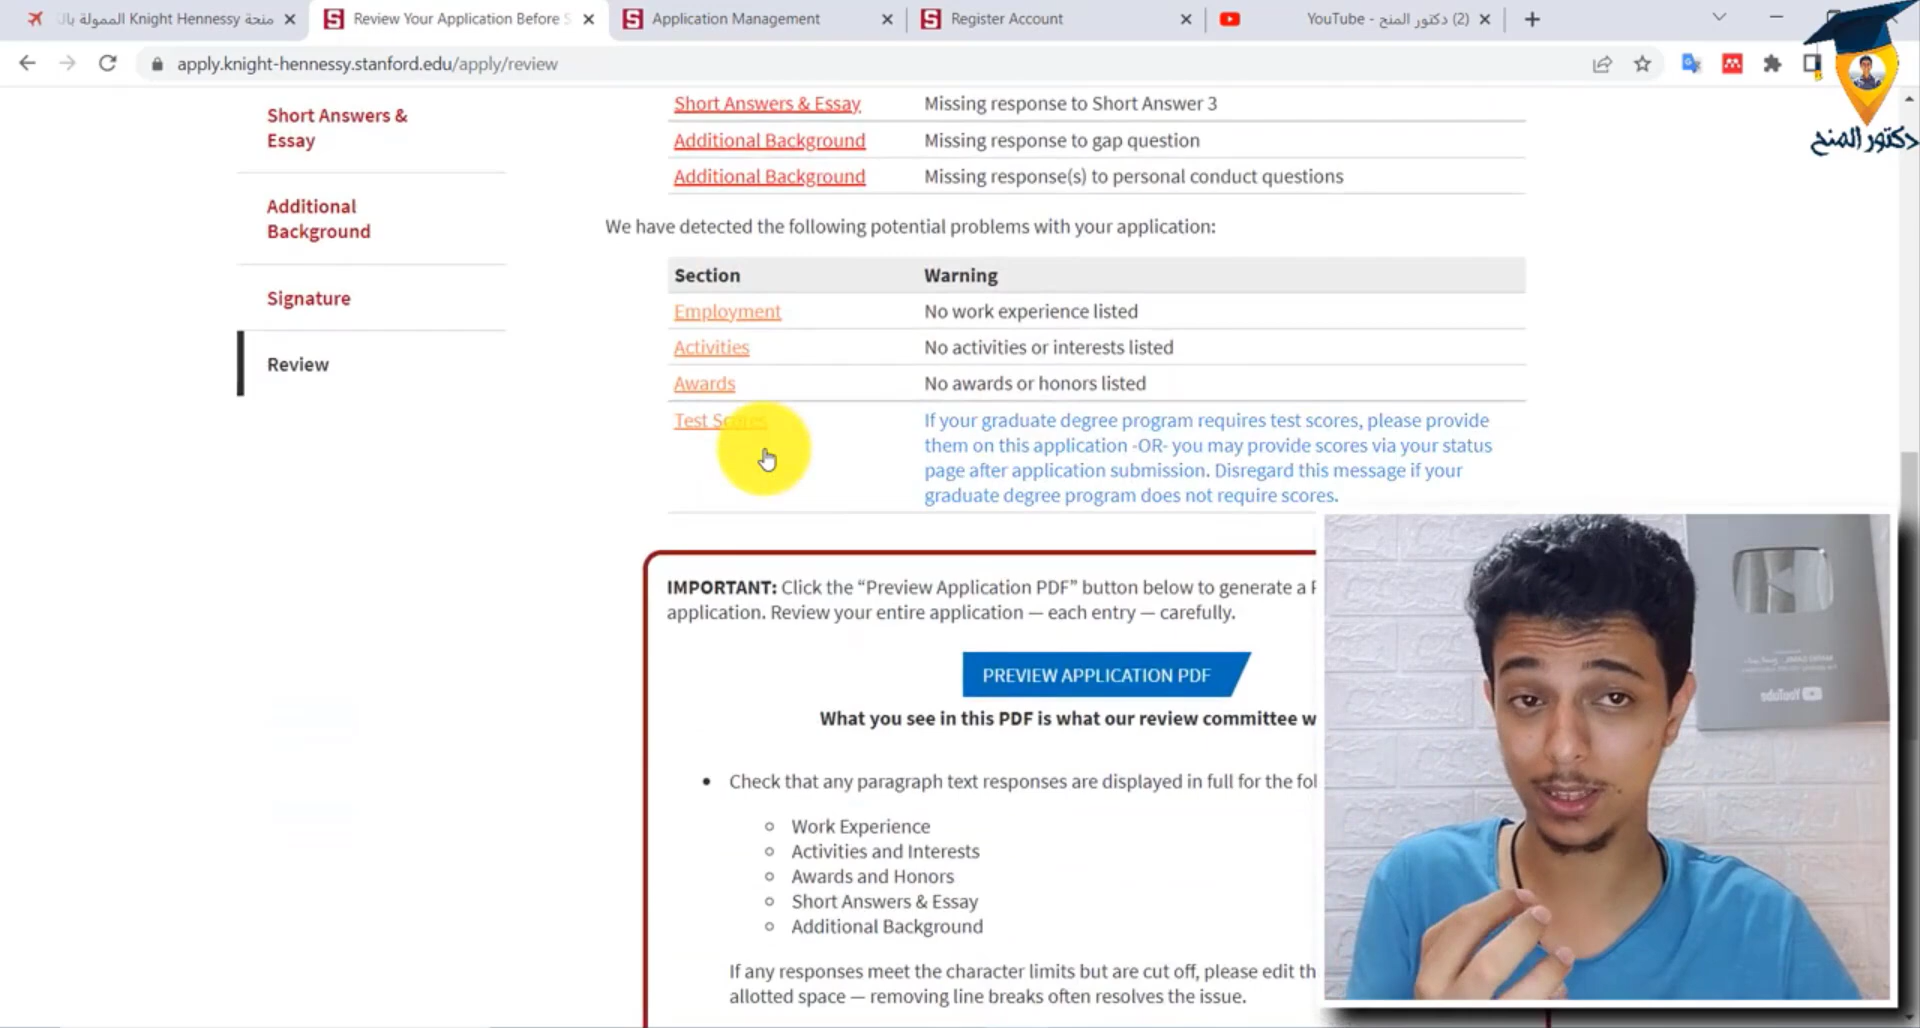 منحة Knight Hennessy الممولة بالك
Review Your Application Before S
Application Management
Register Account
(2) دكتور المنح - YouTube
apply.knight-hennessy.stanford.edu/apply/review
دكتور المنح
Short Answers &
Essay
Additional
Background
Signature
Review
Short Answers & Essay Missing response to Short Answer 3
Additional Background Missing response to gap question
Additional Background Missing response(s) to personal conduct questions
We have detected the following potential problems with your application:
Section Warning
Employment No work experience listed
Activities No activities or interests listed
Awards No awards or honors listed
Test Scores If your graduate degree program requires test scores, please provide
them on this application -OR- you may provide scores via your status
page after application submission. Disregard this message if your
graduate degree program does not require scores.
IMPORTANT: Click the “Preview Application PDF” button below to generate a P
application. Review your entire application — each entry — carefully.
PREVIEW APPLICATION PDF
What you see in this PDF is what our review committee w
• Check that any paragraph text responses are displayed in full for the fol
Work Experience
Activities and Interests
Awards and Honors
Short Answers & Essay
Additional Background
If any responses meet the character limits but are cut off, please edit th
allotted space — removing line breaks often resolves the issue.
YouTube